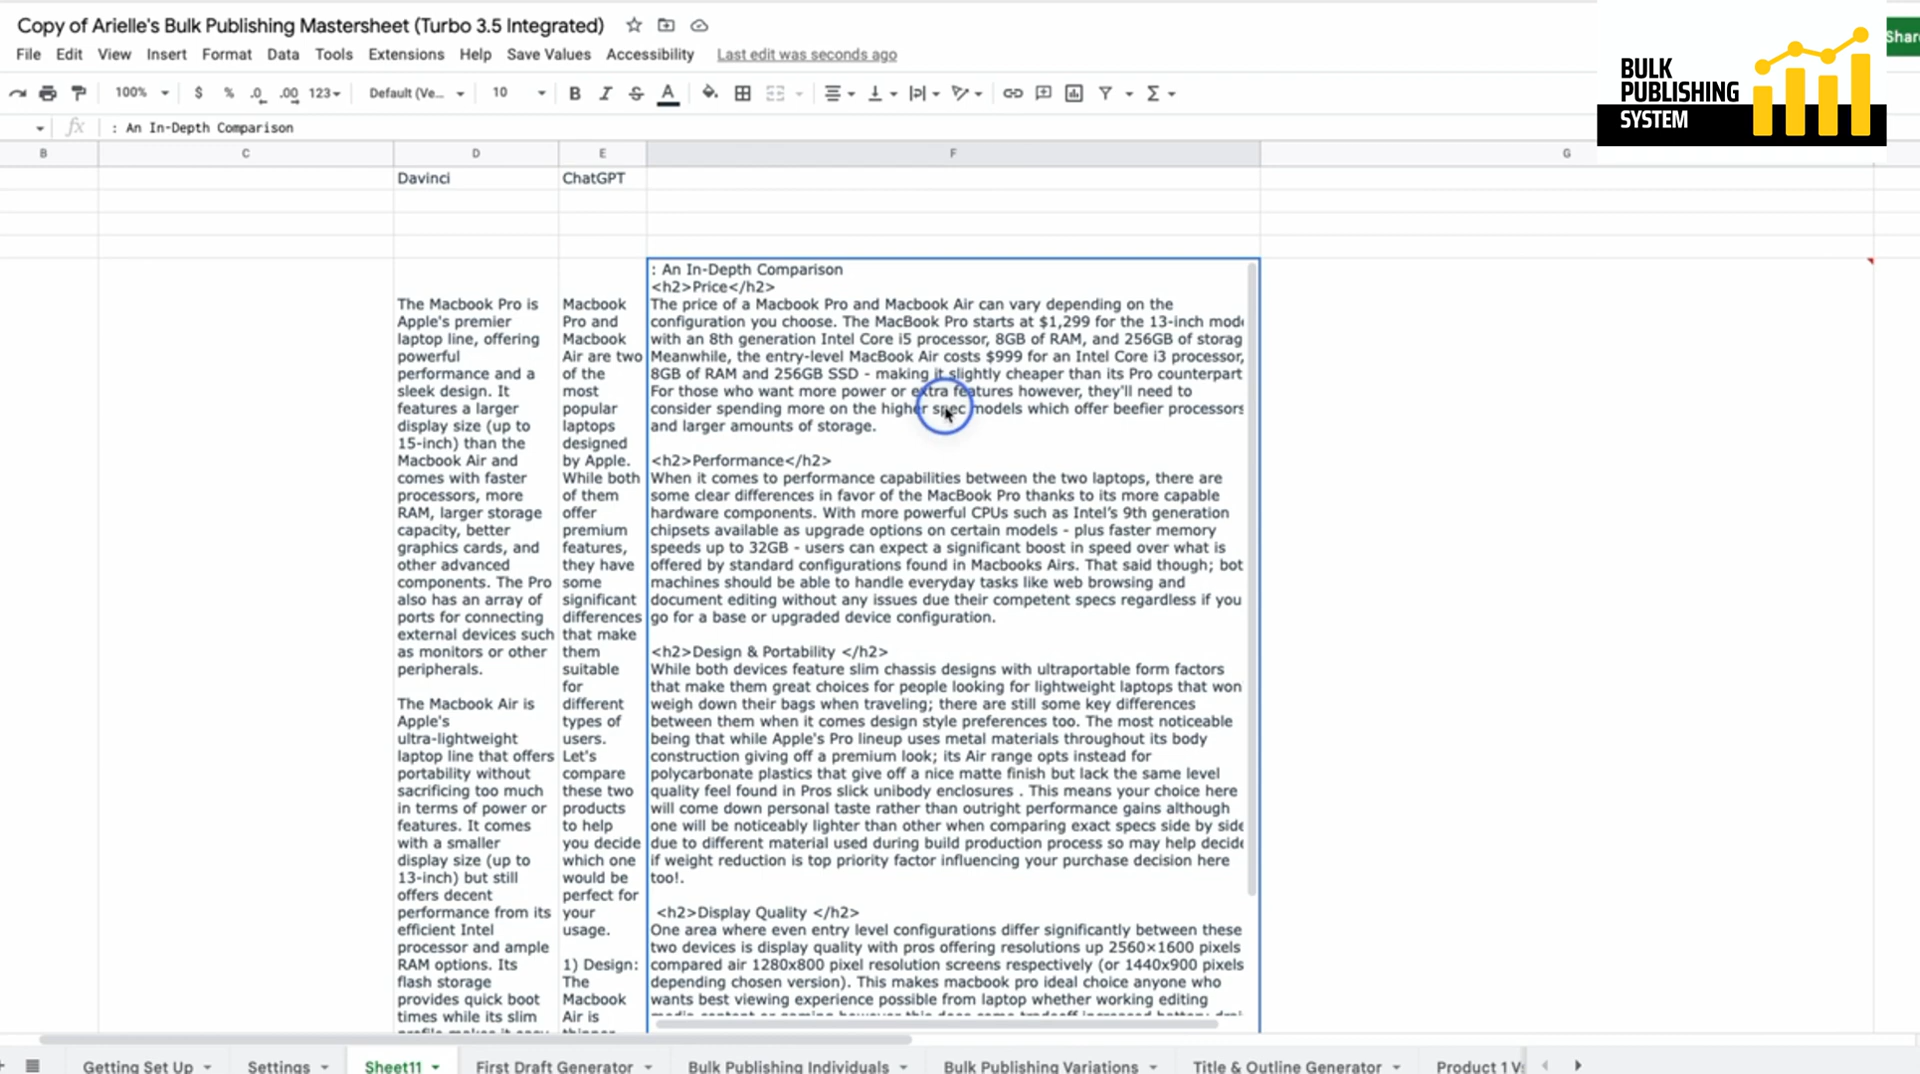 Copy of Arielle's Bulk Publishing Mastersheet (Turbo 3.5 Integrated)
File Edit View Insert Format Data Tools Extensions Help Save Values Accessibility Last edit was seconds ago
Shar
BULK
PUBLISHING
SYSTEM
100% $ % .0 .00 123 Default (Ve... 10 B I S A
fx : An In-Depth Comparison
B C D E F G
Davinci
ChatGPT
The Macbook Pro is
Apple's premier
laptop line, offering
powerful
performance and a
sleek design. It
features a larger
display size (up to
15-inch) than the
Macbook Air and
comes with faster
processors, more
RAM, larger storage
capacity, better
graphics cards, and
other advanced
components. The Pro
also has an array of
ports for connecting
external devices such
as monitors or other
peripherals.
The Macbook Air is
Apple's
ultra-lightweight
laptop line that offers
portability without
sacrificing too much
in terms of power or
features. It comes
with a smaller
display size (up to
13-inch) but still
offers decent
performance from its
efficient Intel
processor and ample
RAM options. Its
flash storage
provides quick boot
times while its slim
Macbook
Pro and
Macbook
Air are two
of the
most
popular
laptops
designed
by Apple.
While both
of them
offer
premium
features,
they have
some
significant
differences
that make
them
suitable
for
different
types of
users.
Let's
compare
these two
products
to help
you decide
which one
would be
perfect for
your
usage.
1) Design:
The
Macbook
Air is
: An In-Depth Comparison
<h2>Price</h2>
The price of a Macbook Pro and Macbook Air can vary depending on the
configuration you choose. The MacBook Pro starts at $1,299 for the 13-inch mode
with an 8th generation Intel Core i5 processor, 8GB of RAM, and 256GB of storag
Meanwhile, the entry-level MacBook Air costs $999 for an Intel Core i3 processor,
8GB of RAM and 256GB SSD - making it slightly cheaper than its Pro counterpart
For those who want more power or extra features however, they'll need to
consider spending more on the higher spec models which offer beefier processors
and larger amounts of storage.
<h2>Performance</h2>
When it comes to performance capabilities between the two laptops, there are
some clear differences in favor of the MacBook Pro thanks to its more capable
hardware components. With more powerful CPUs such as Intel's 9th generation
chipsets available as upgrade options on certain models - plus faster memory
speeds up to 32GB - users can expect a significant boost in speed over what is
offered by standard configurations found in Macbooks Airs. That said though; bot
machines should be able to handle everyday tasks like web browsing and
document editing without any issues due their competent specs regardless if you
go for a base or upgraded device configuration.
<h2>Design & Portability </h2>
While both devices feature slim chassis designs with ultraportable form factors
that make them great choices for people looking for lightweight laptops that won
weigh down their bags when traveling; there are still some key differences
between them when it comes design style preferences too. The most noticeable
being that while Apple's Pro lineup uses metal materials throughout its body
construction giving off a premium look; its Air range opts instead for
polycarbonate plastics that give off a nice matte finish but lack the same level
quality feel found in Pros slick unibody enclosures . This means your choice here
will come down personal taste rather than outright performance gains although
one will be noticeably lighter than other when comparing exact specs side by side
due to different material used during build production process so may help decide
if weight reduction is top priority factor influencing your purchase decision here
too!.
<h2>Display Quality </h2>
One area where even entry level configurations differ significantly between these
two devices is display quality with pros offering resolutions up 2560×1600 pixels
compared air 1280x800 pixel resolution screens respectively (or 1440x900 pixels
depending chosen version). This makes macbook pro ideal choice anyone who
wants best viewing experience possible from laptop whether working editing
Getting Set Up Settings Sheet11 First Draft Generator Bulk Publishing Individuals Bulk Publishing Variations Title & Outline Generator Product 1 V